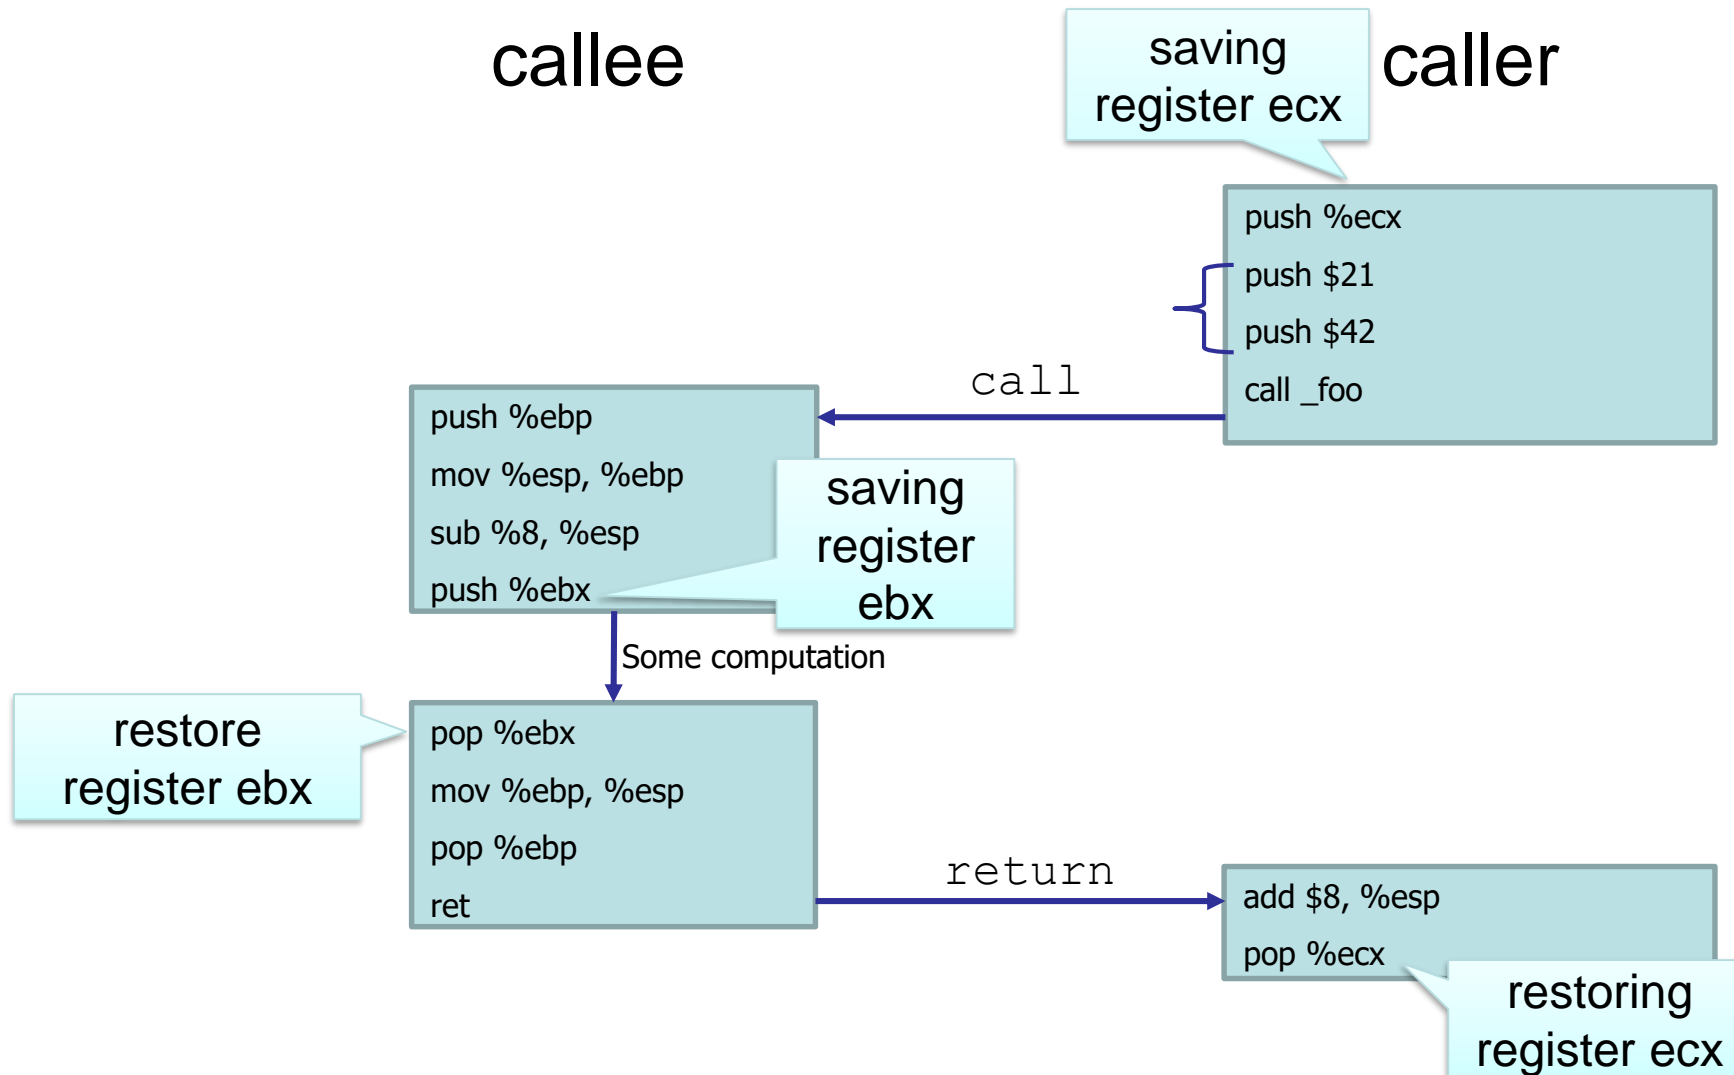 callee
caller
saving
register ecx
push %ecx
push $21
push $42
call _foo
call
push %ebp
mov %esp, %ebp
sub %8, %esp
push %ebx
saving
register
ebx
Some computation
restore
register ebx
pop %ebx
mov %ebp, %esp
pop %ebp
ret
return
add $8, %esp
pop %ecx
restoring
register ecx